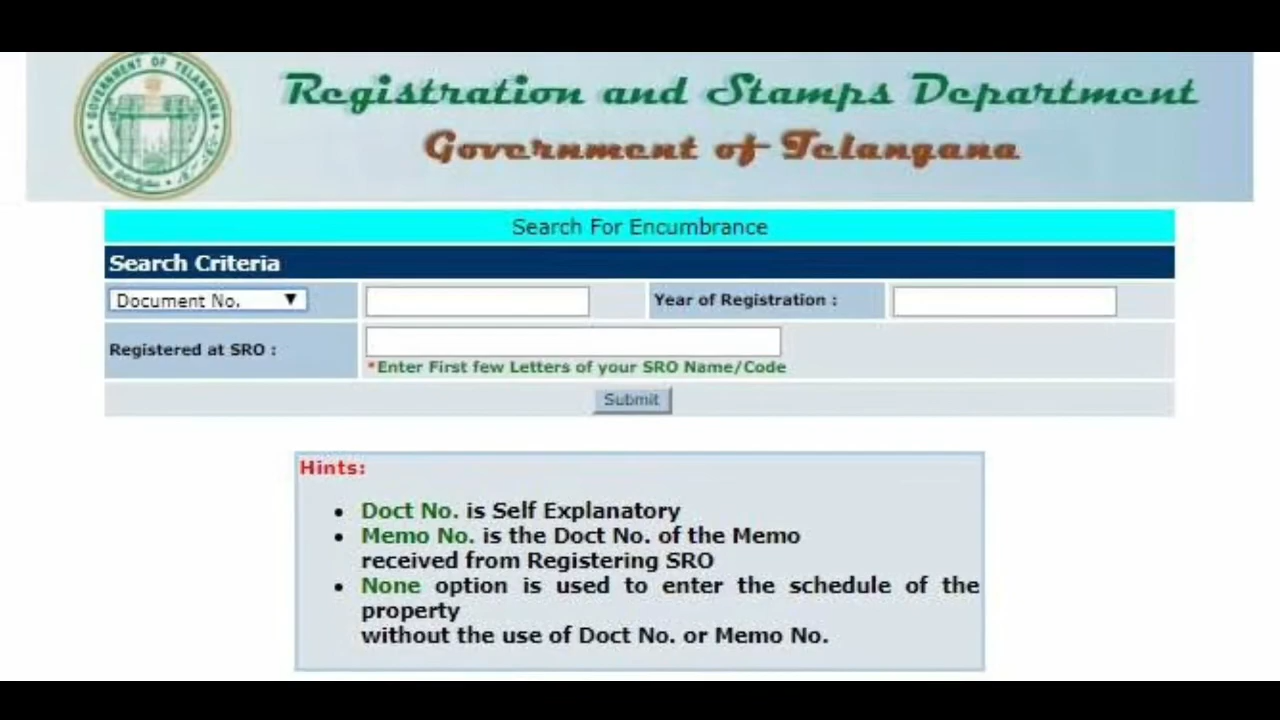 GOVERNMENT OF TELANGANA
Registration and Stamps Department
Government of Telangana
Search For Encumbrance
Search Criteria
Document No. ▼ Year of Registration :
Registered at SRO :
*Enter First few Letters of your SRO Name/Code
Submit
Hints:
• Doct No. is Self Explanatory
• Memo No. is the Doct No. of the Memo
received from Registering SRO
• None option is used to enter the schedule of the
property
without the use of Doct No. or Memo No.